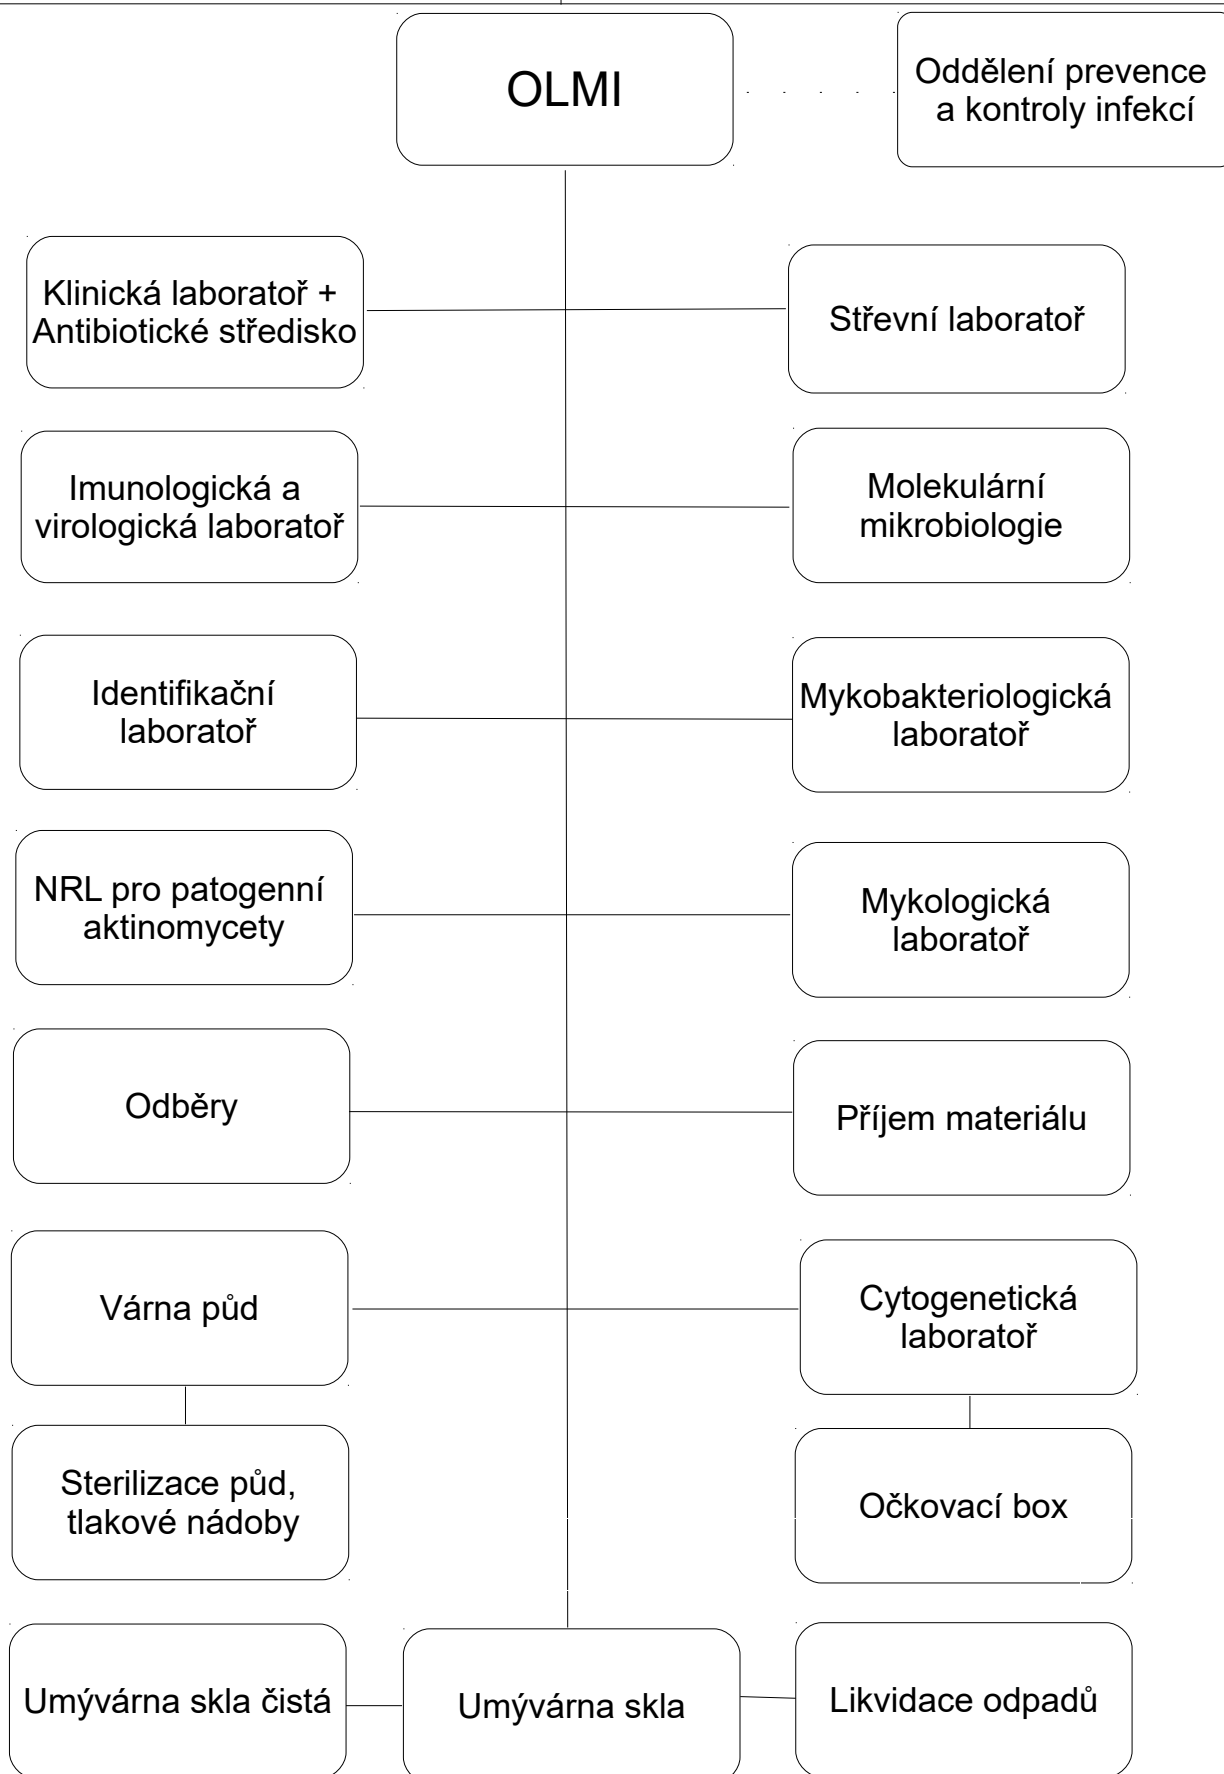 OLMI
Oddělení prevence
a kontroly infekcí
Klinická laboratoř +
Antibiotické středisko
Střevní laboratoř
Imunologická a
virologická laboratoř
Molekulární
mikrobiologie
Identifikační
laboratoř
Mykobakteriologická
laboratoř
NRL pro patogenní
aktinomycety
Mykologická
laboratoř
Odběry
Příjem materiálu
Várna půd
Cytogenetická
laboratoř
Sterilizace půd,
tlakové nádoby
Očkovací box
Umývárna skla čistá
Umývárna skla
Likvidace odpadů